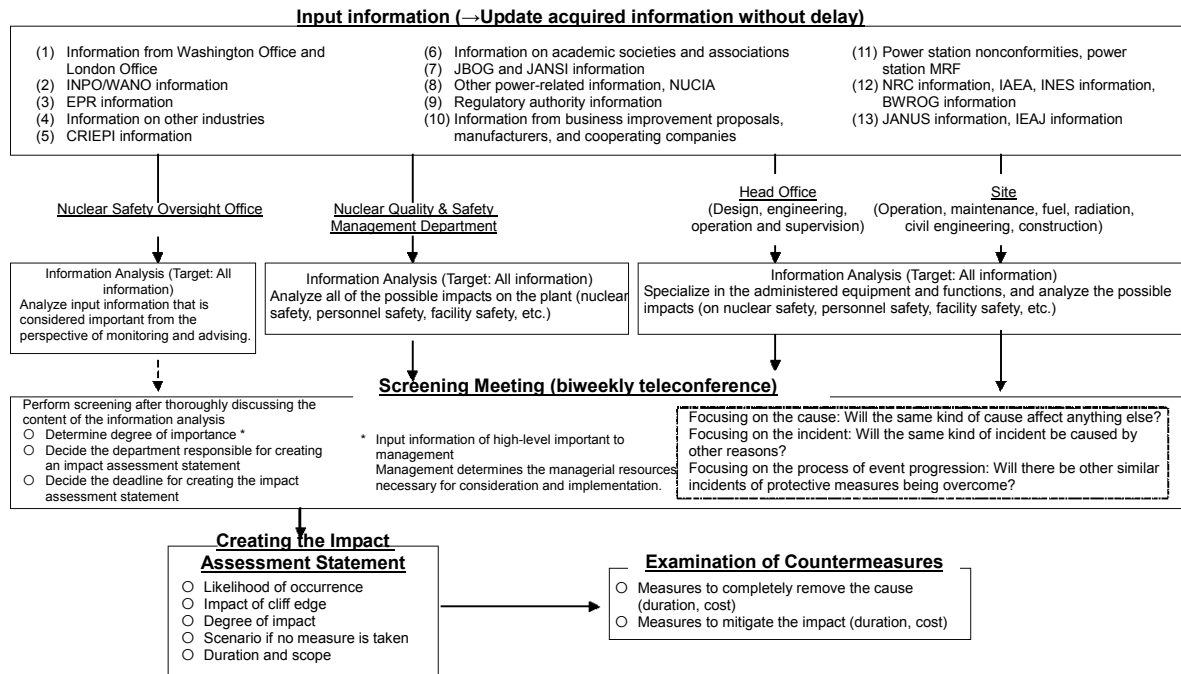 Input information (→Update acquired information without delay)
(1) Information from Washington Office and
London Office
(2) INPO/WANO information
(3) EPR information
(4) Information on other industries
(5) CRIEPI information
(6) Information on academic societies and associations
(7) JBOG and JANSI information
(8) Other power-related information, NUCIA
(9) Regulatory authority information
(10) Information from business improvement proposals,
manufacturers, and cooperating companies
(11) Power station nonconformities, power
station MRF
(12) NRC information, IAEA, INES information,
BWROG information
(13) JANUS information, IEAJ information
Nuclear Safety Oversight Office
Nuclear Quality & Safety
Management Department
Head Office
(Design, engineering,
operation and supervision)
Site
(Operation, maintenance, fuel, radiation,
civil engineering, construction)
Information Analysis (Target: All
information)
Analyze input information that is
considered important from the
perspective of monitoring and advising.
Information Analysis (Target: All information)
Analyze all of the possible impacts on the plant (nuclear
safety, personnel safety, facility safety, etc.)
Information Analysis (Target: All information)
Specialize in the administered equipment and functions, and analyze the possible
impacts (on nuclear safety, personnel safety, facility safety, etc.)
Screening Meeting (biweekly teleconference)
Perform screening after thoroughly discussing the
content of the information analysis
○ Determine degree of importance *
○ Decide the department responsible for creating
an impact assessment statement
○ Decide the deadline for creating the impact
assessment statement
* Input information of high-level important to
management
Management determines the managerial resources
necessary for consideration and implementation.
Focusing on the cause: Will the same kind of cause affect anything else?
Focusing on the incident: Will the same kind of incident be caused by
other reasons?
Focusing on the process of event progression: Will there be other similar
incidents of protective measures being overcome?
Creating the Impact
Assessment Statement
○ Likelihood of occurrence
○ Impact of cliff edge
○ Degree of impact
○ Scenario if no measure is taken
○ Duration and scope
Examination of Countermeasures
○ Measures to completely remove the cause
(duration, cost)
○ Measures to mitigate the impact (duration, cost)